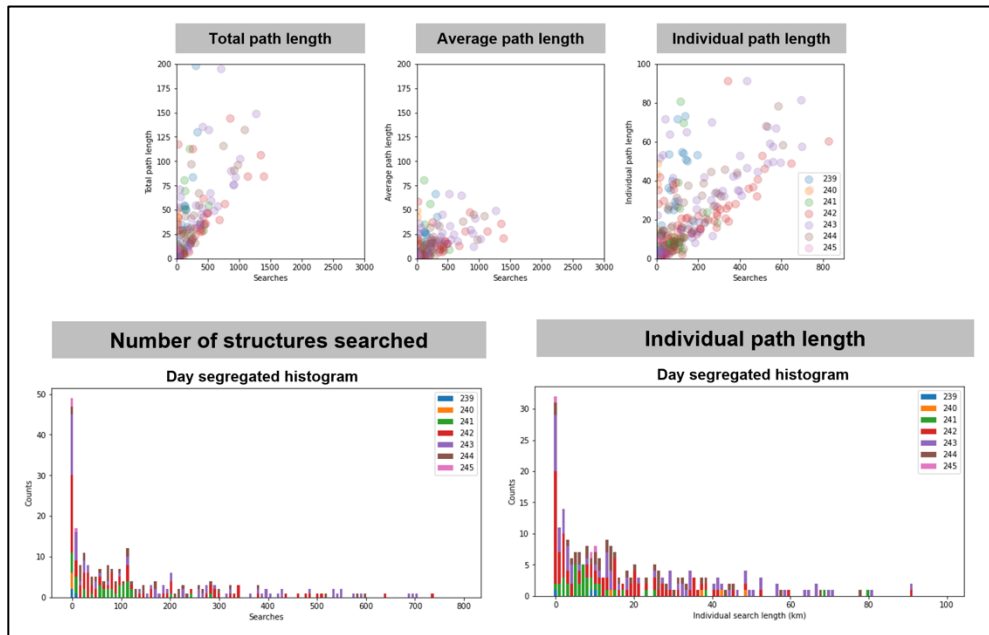 Total path length
Average path length
Individual path length
200
175
150
125
100
75
50
25
0
Total path length
0 500 1000 1500 2000 2500 3000
Searches
200
175
150
125
100
75
50
25
0
Average path length
0 500 1000 1500 2000 2500 3000
Searches
100
80
60
40
20
0
Individual path length
239
240
241
242
243
244
245
0 200 400 600 800
Searches
Number of structures searched
Day segregated histogram
50
40
30
20
10
0
Counts
239
240
241
242
243
244
245
0 100 200 300 400 500 600 700 800
Searches
Individual path length
Day segregated histogram
30
25
20
15
10
5
0
Counts
239
240
241
242
243
244
245
0 20 40 60 80 100
Individual search length (km)